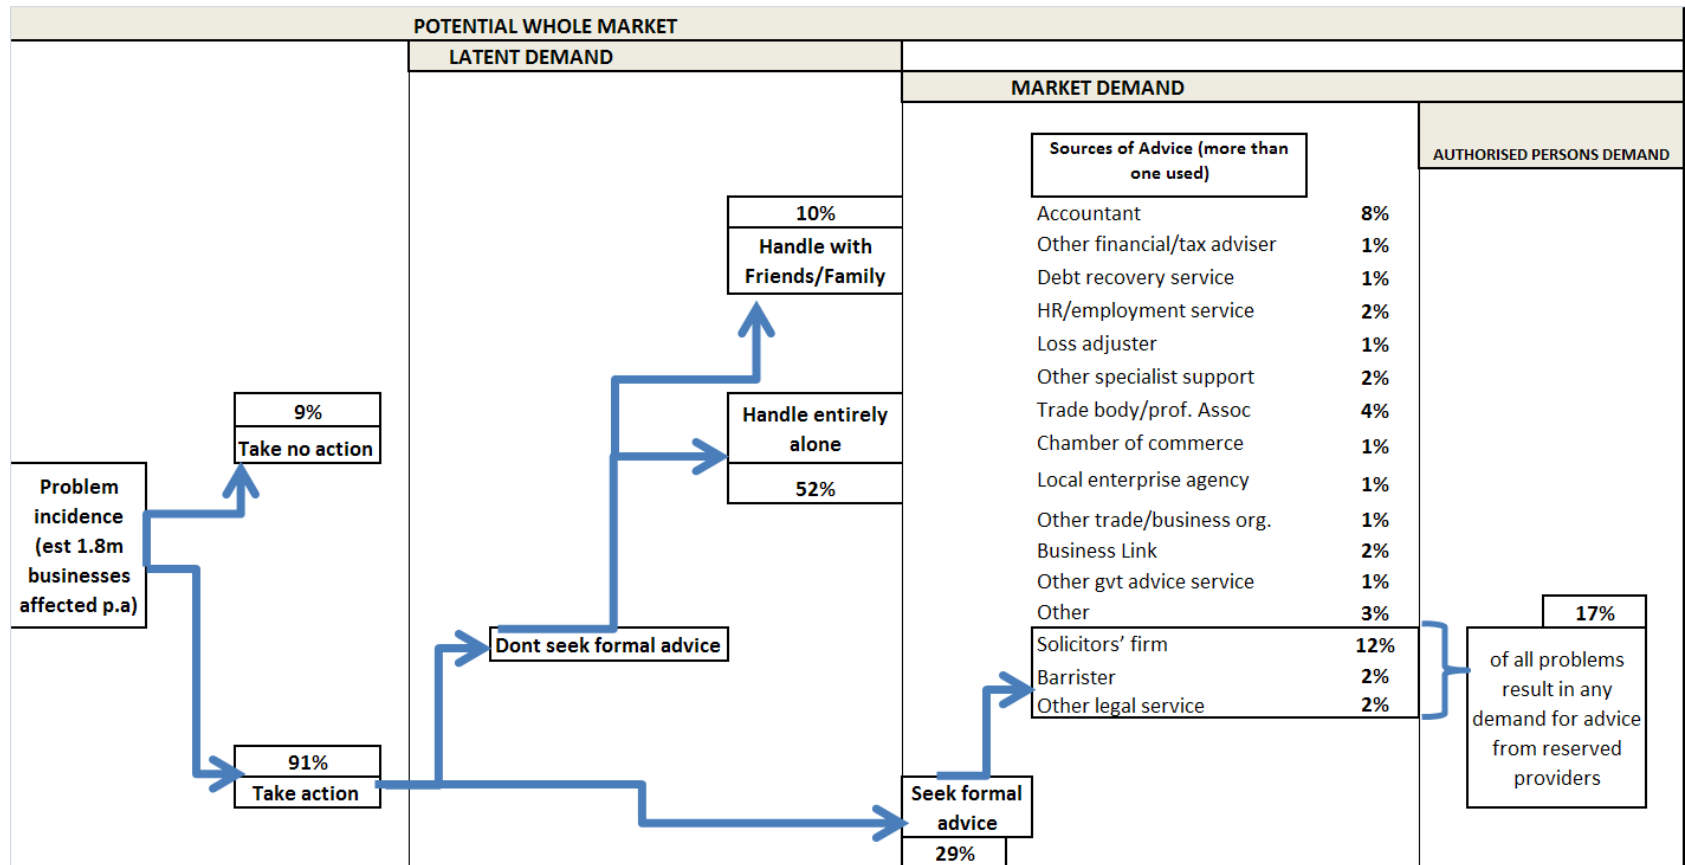 POTENTIAL WHOLE MARKET
LATENT DEMAND
MARKET DEMAND
AUTHORISED PERSONS DEMAND
Problem
incidence
(est 1.8m
businesses
affected p.a)
9%
Take no action
91%
Take action
Dont seek formal advice
10%
Handle with
Friends/Family
Handle entirely
alone
52%
Seek formal
advice
29%
Sources of Advice (more than
one used)
Accountant 8%
Other financial/tax adviser 1%
Debt recovery service 1%
HR/employment service 2%
Loss adjuster 1%
Other specialist support 2%
Trade body/prof. Assoc 4%
Chamber of commerce 1%
Local enterprise agency 1%
Other trade/business org. 1%
Business Link 2%
Other gvt advice service 1%
Other 3%
Solicitors’ firm 12%
Barrister 2%
Other legal service 2%
17%
of all problems
result in any
demand for advice
from reserved
providers